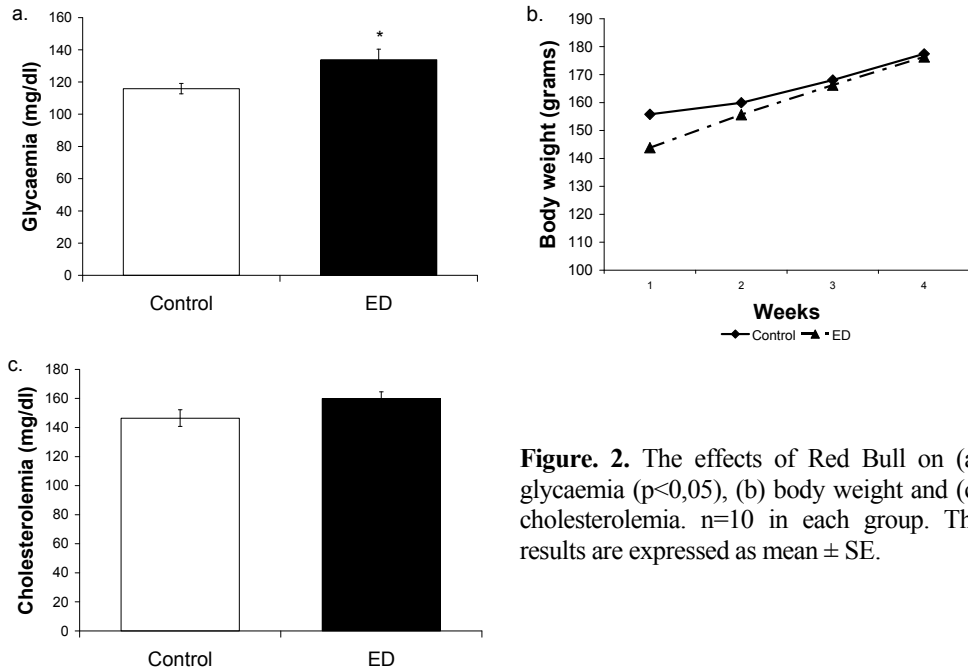 a.
160
140
120
100
80
60
40
20
0
Glycaemia (mg/dl)
*
Control ED
b.
190
180
170
160
150
140
130
120
110
100
Body weight (grams)
1 2 3 4
Weeks
Control ED
c.
180
160
140
120
100
80
60
40
20
0
Cholesterolemia (mg/dl)
Control ED
Figure. 2. The effects of Red Bull on (a
glycaemia (p<0,05), (b) body weight and (c
cholesterolemia. n=10 in each group. Th
results are expressed as mean ± SE.